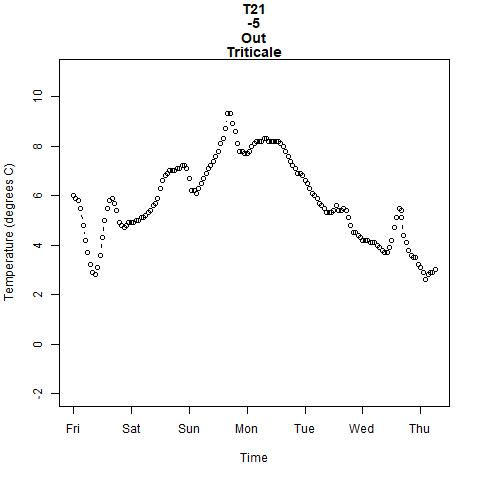 T21
-5
Out
Triticale
Temperature (degrees C)
10
8
6
4
2
0
-2
Fri Sat Sun Mon Tue Wed Thu
Time